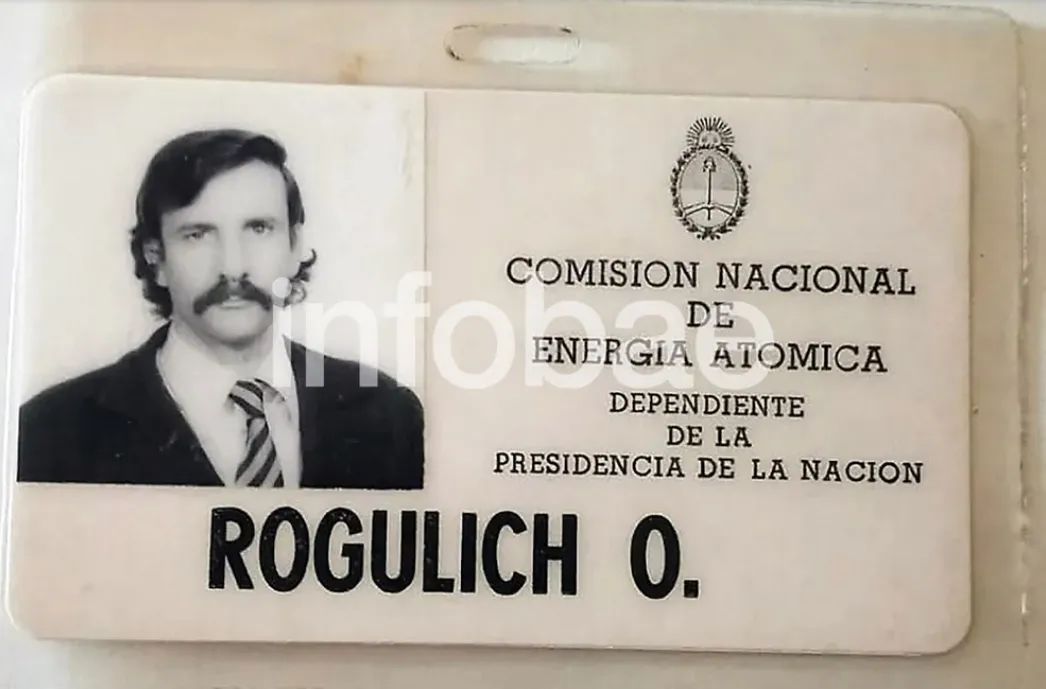 COMISION NACIONAL
DE
ENERGIA ATOMICA
DEPENDIENTE
DE LA
PRESIDENCIA DE LA NACION
infobae
ROGULICH O.